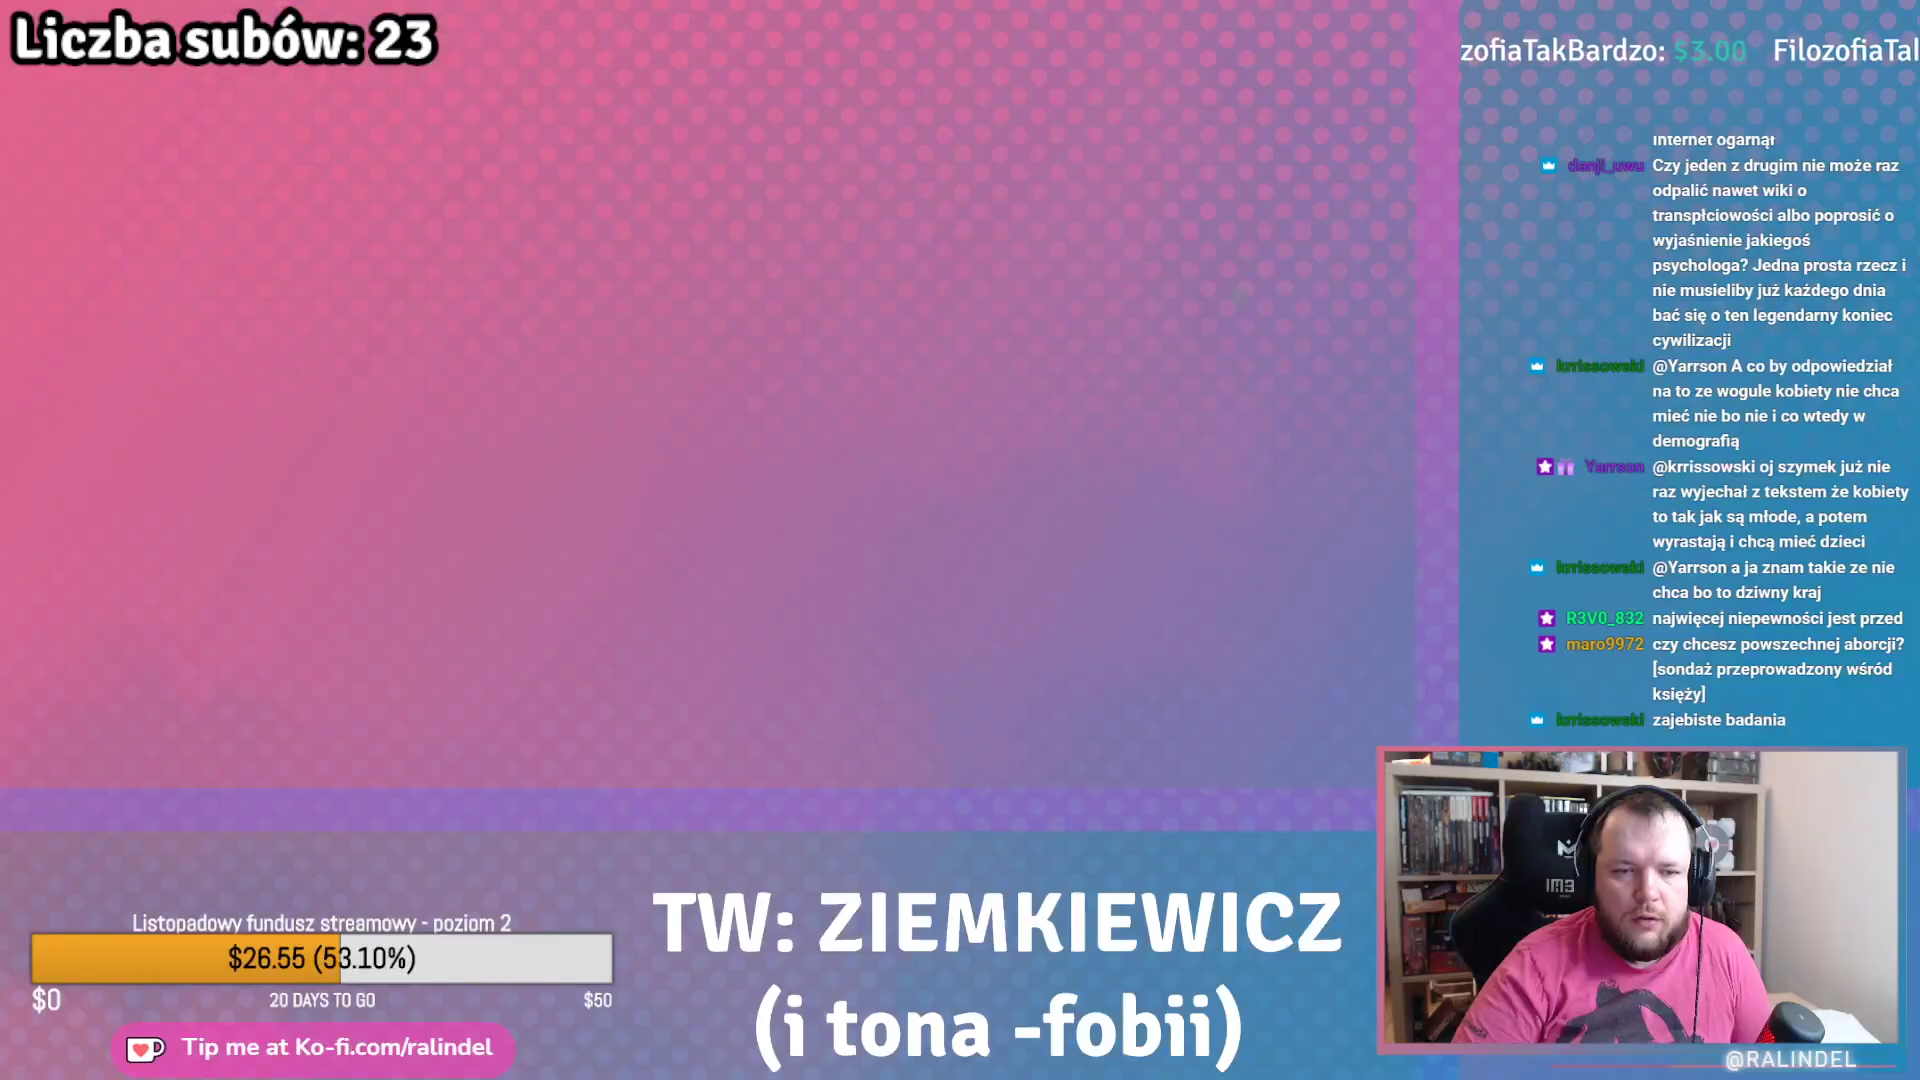 Liczba subów: 23
zofiaTakBardzo: $3.00 FilozofiaTal
internet ogarnął
danji_uwu Czy jeden z drugim nie może raz
odpalić nawet wiki o
transpłciowości albo poprosić o
wyjaśnienie jakiegoś
psychologa? Jedna prosta rzecz i
nie musieliby już każdego dnia
bać się o ten legendarny koniec
cywilizacji
krrissowski @Yarrson A co by odpowiedział
na to ze wogule kobiety nie chca
mieć nie bo nie i co wtedy w
demografią
Yarrson @krrissowski oj szymek już nie
raz wyjechał z tekstem że kobiety
to tak jak są młode, a potem
wyrastają i chcą mieć dzieci
krrissowski @Yarrson a ja znam takie ze nie
chca bo to dziwny kraj
R3V0_832 najwięcej niepewności jest przed
maro9972 czy chcesz powszechnej aborcji?
[sondaż przeprowadzony wśród
księży]
krrissowski zajebiste badania
Listopadowy fundusz streamowy - poziom 2
$26.55 (53.10%)
$0 20 DAYS TO GO $50
Tip me at Ko-fi.com/ralindel
TW: ZIEMKIEWICZ
(i tona -fobii)
@RALINDEL